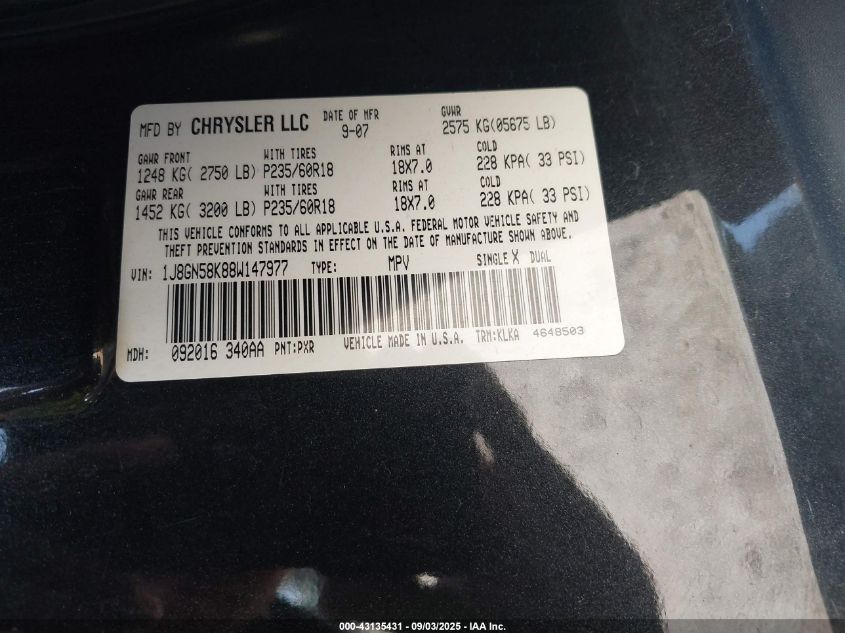 MFD BY CHRYSLER LLC DATE OF MFR 9-07 GVWR 2575 KG(05675 LB)
GAWR FRONT WITH TIRES RIMS AT COLD
1248 KG( 2750 LB) P235/60R18 18X7.0 228 KPA( 33 PSI)
GAWR REAR WITH TIRES RIMS AT COLD
1452 KG( 3200 LB) P235/60R18 18X7.0 228 KPA( 33 PSI)
THIS VEHICLE CONFORMS TO ALL APPLICABLE U.S.A. FEDERAL MOTOR VEHICLE SAFETY AND
THEFT PREVENTION STANDARDS IN EFFECT ON THE DATE OF MANUFACTURE SHOWN ABOVE.
VIN: 1J8GN58K88W147977 TYPE: MPV SINGLE X DUAL
MDH: 092016 340AA PNT:PXR VEHICLE MADE IN U.S.A. TRM:KLKA 4648503
000-43135431 - 09/03/2025 - IAA Inc.